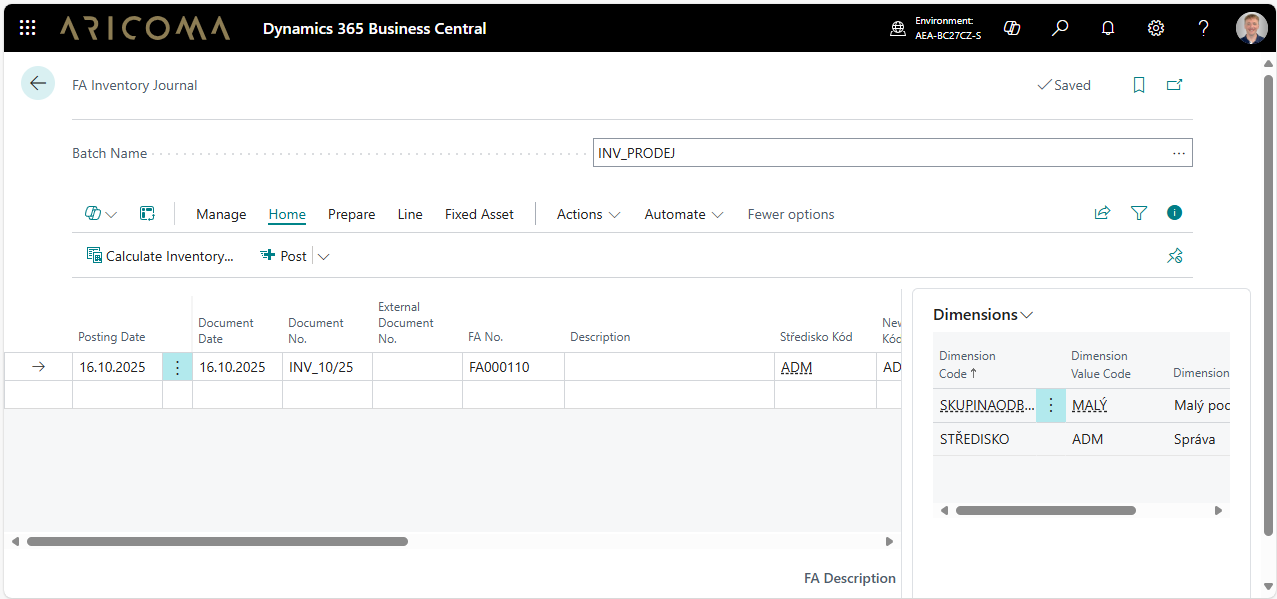 ARICOMA
Dynamics 365 Business Central
Environment:
AEA-BC27CZ-S
FA Inventory Journal
Saved
Batch Name
INV_PRODEJ
Manage Home Prepare Line Fixed Asset Actions Automate Fewer options
Calculate Inventory... Post
Posting Date
Document
Date
Document
No.
External
Document
No.
FA No.
Description
Středisko Kód
New
Kód
16.10.2025 16.10.2025 INV_10/25 FA000110 ADM AD
FA Description
Dimensions
Dimension
Code ↑
Dimension
Value Code
Dimension
SKUPINAODB... MALÝ Malý pod
STŘEDISKO ADM Správa